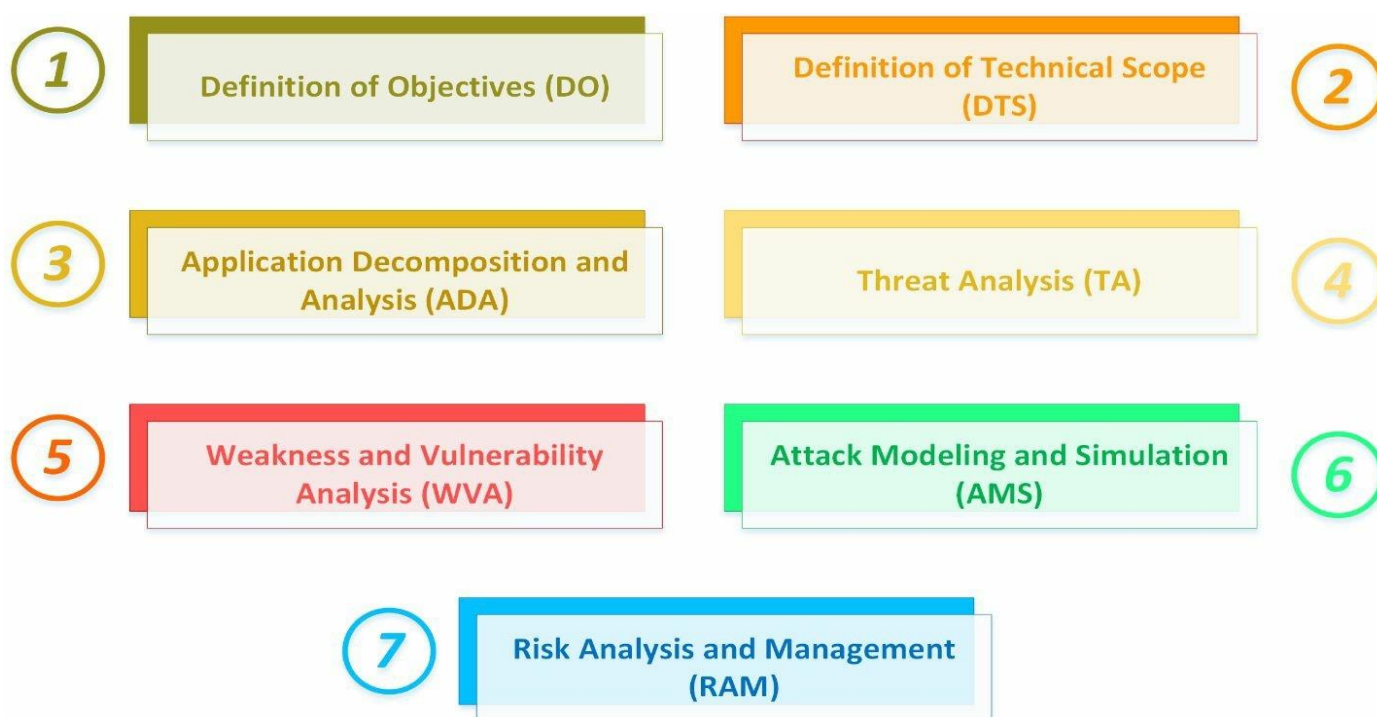 1
Definition of Objectives (DO)
Definition of Technical Scope
(DTS)
2
3
Application Decomposition and
Analysis (ADA)
Threat Analysis (TA)
4
5
Weakness and Vulnerability
Analysis (WVA)
Attack Modeling and Simulation
(AMS)
6
7
Risk Analysis and Management
(RAM)